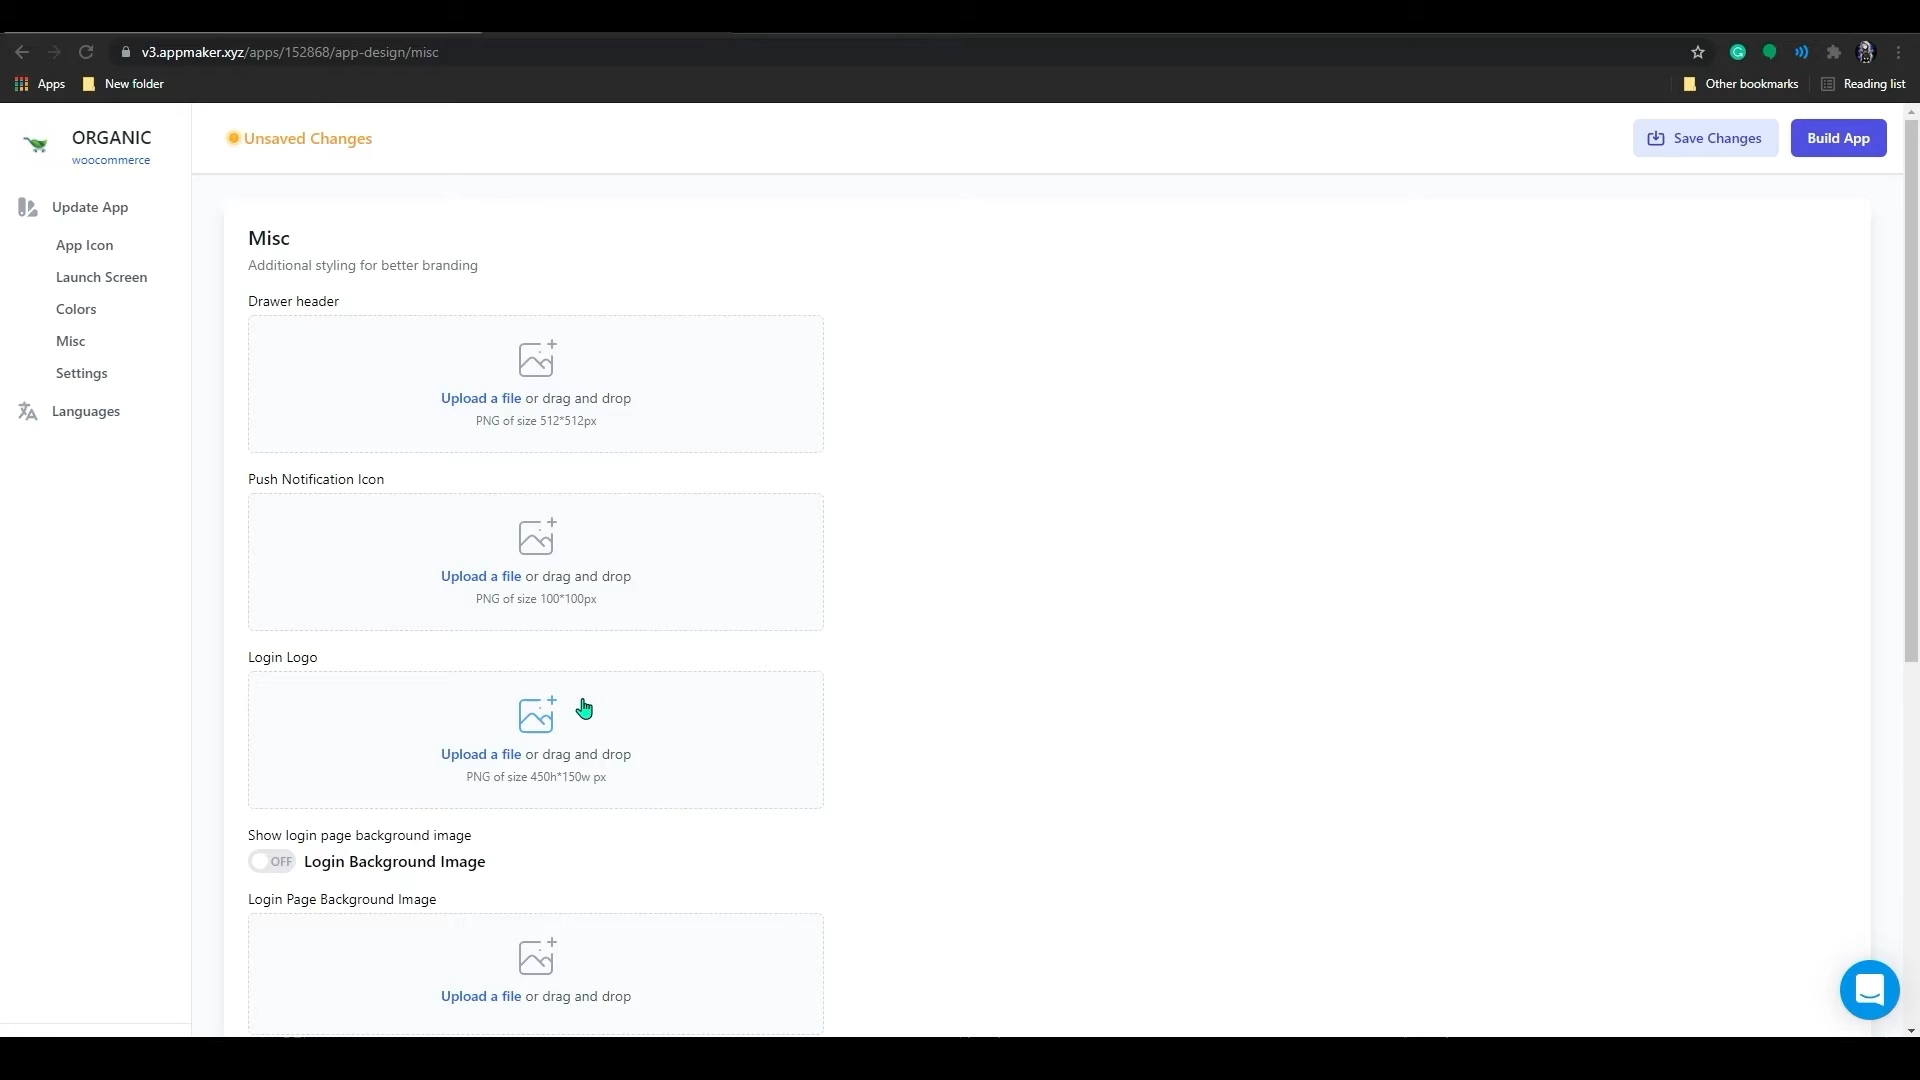 v3.appmaker.xyz/apps/152868/app-design/misc
Apps
New folder
Other bookmarks
Reading list
ORGANIC
woocommerce
Unsaved Changes
Save Changes
Build App
Update App
App Icon
Launch Screen
Colors
Misc
Settings
Languages
Misc
Additional styling for better branding
Drawer header
Upload a file or drag and drop
PNG of size 512*512px
Push Notification Icon
Upload a file or drag and drop
PNG of size 100*100px
Login Logo
Upload a file or drag and drop
PNG of size 450h*150w px
Show login page background image
OFF Login Background Image
Login Page Background Image
Upload a file or drag and drop